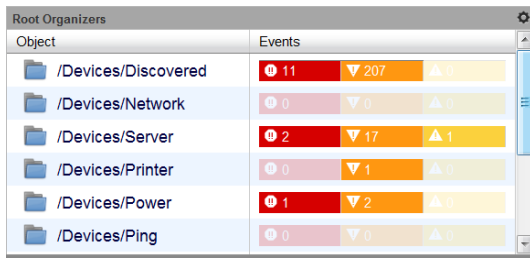 Root Organizers
Object Events
/Devices/Discovered 11 207 0
/Devices/Network 0 0 0
/Devices/Server 2 17 1
/Devices/Printer 0 1 0
/Devices/Power 1 2 0
/Devices/Ping 0 0 0